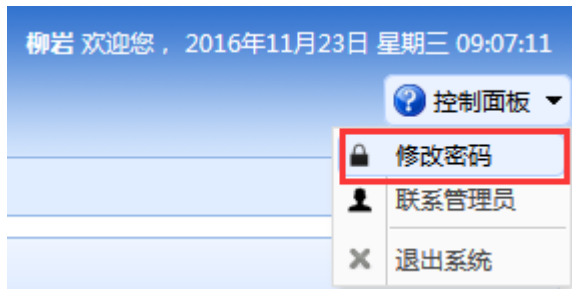 柳岩 欢迎您， 2016年11月23日 星期三 09:07:11
控制面板
修改密码
联系管理员
退出系统